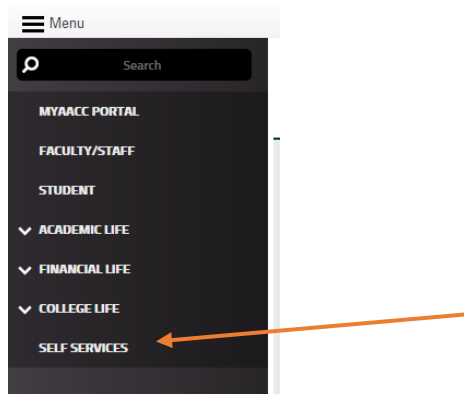 Menu
Search
MYAACC PORTAL
FACULTY/STAFF
STUDENT
ACADEMIC LIFE
FINANCIAL LIFE
COLLEGE LIFE
SELF SERVICES